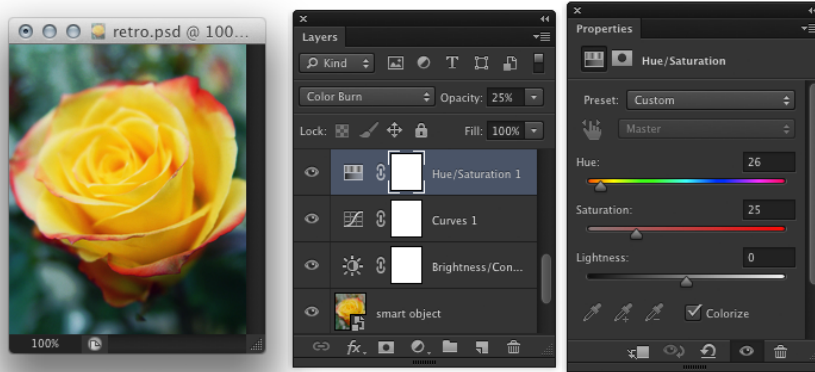 retro.psd @ 100...
100%
Layers
Kind
Color Burn Opacity: 25%
Lock: Fill: 100%
Hue/Saturation 1
Curves 1
Brightness/Con...
smart object
fx
Properties
Hue/Saturation
Preset: Custom
Master
Hue: 26
Saturation: 25
Lightness: 0
Colorize